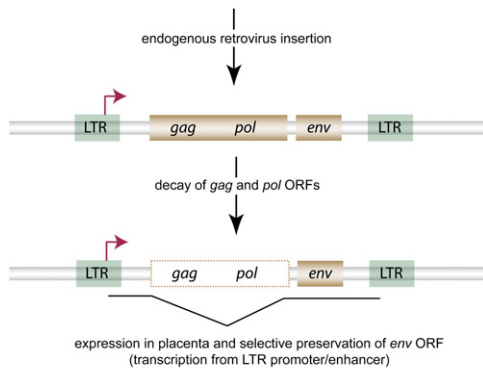 endogenous retrovirus insertion
LTR gag pol env LTR
decay of gag and pol ORFs
LTR gag pol env LTR
expression in placenta and selective preservation of env ORF
(transcription from LTR promoter/enhancer)